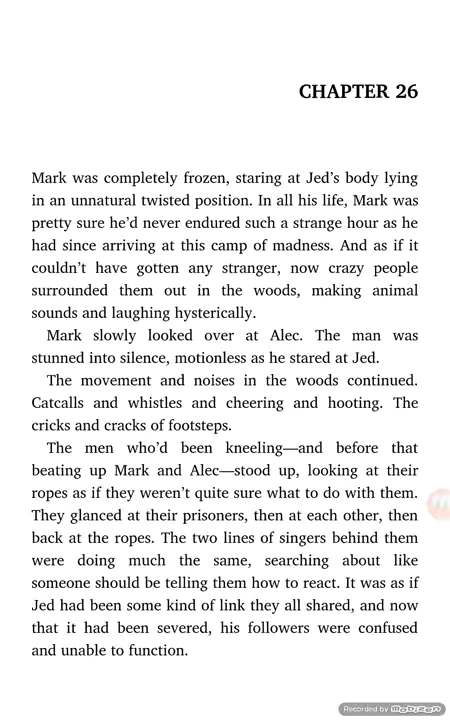 CHAPTER 26
Mark was completely frozen, staring at Jed’s body lying
in an unnatural twisted position. In all his life, Mark was
pretty sure he’d never endured such a strange hour as he
had since arriving at this camp of madness. And as if it
couldn’t have gotten any stranger, now crazy people
surrounded them out in the woods, making animal
sounds and laughing hysterically.
Mark slowly looked over at Alec. The man was
stunned into silence, motionless as he stared at Jed.
The movement and noises in the woods continued.
Catcalls and whistles and cheering and hooting. The
cricks and cracks of footsteps.
The men who’d been kneeling—and before that
beating up Mark and Alec—stood up, looking at their
ropes as if they weren’t quite sure what to do with them.
They glanced at their prisoners, then at each other, then
back at the ropes. The two lines of singers behind them
were doing much the same, searching about like
someone should be telling them how to react. It was as if
Jed had been some kind of link they all shared, and now
that it had been severed, his followers were confused
and unable to function.
Recorded by mobizen